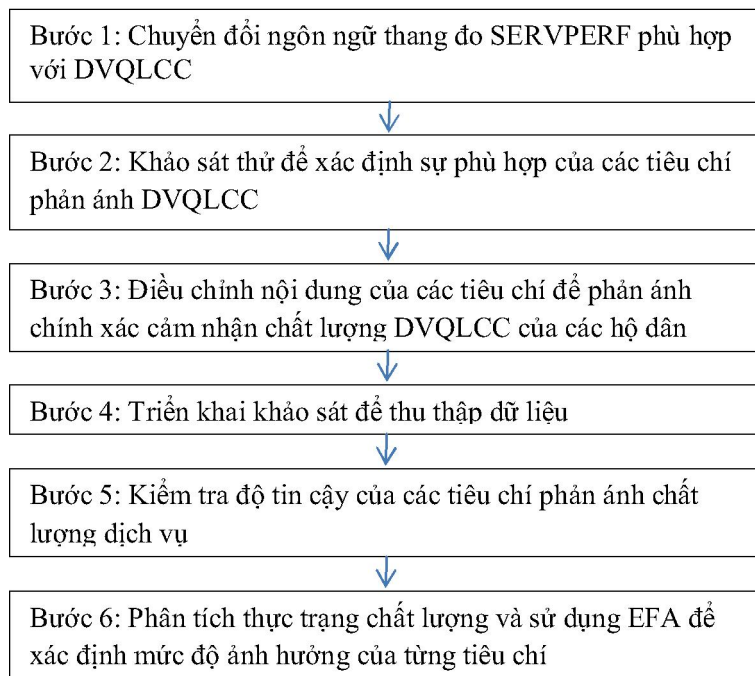 Bước 1: Chuyển đổi ngôn ngữ thang đo SERVPERF phù hợp
với DVQLCC
Bước 2: Khảo sát thử để xác định sự phù hợp của các tiêu chí
phản ánh DVQLCC
Bước 3: Điều chỉnh nội dung của các tiêu chí để phản ánh
chính xác cảm nhận chất lượng DVQLCC của các hộ dân
Bước 4: Triển khai khảo sát để thu thập dữ liệu
Bước 5: Kiểm tra độ tin cậy của các tiêu chí phản ánh chất
lượng dịch vụ
Bước 6: Phân tích thực trạng chất lượng và sử dụng EFA để
xác định mức độ ảnh hưởng của từng tiêu chí